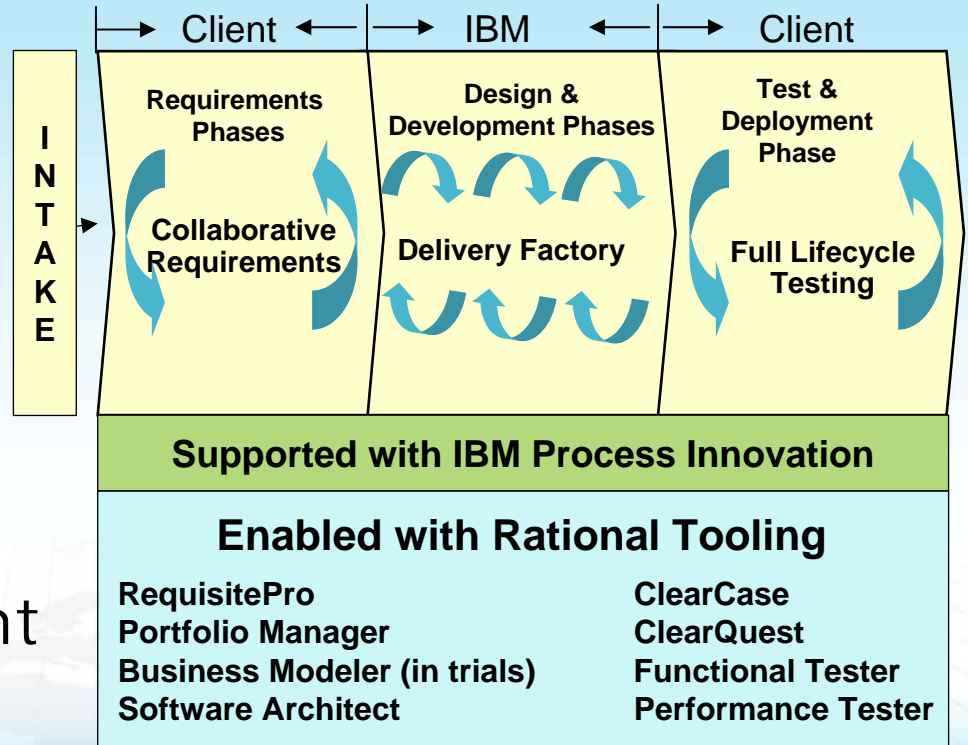 Client
IBM
Client
INTAKE
Requirements
Phases
Collaborative
Requirements
Design &
Development Phases
Delivery Factory
Test &
Deployment
Phase
Full Lifecycle
Testing
Supported with IBM Process Innovation
Enabled with Rational Tooling
RequisitePro
Portfolio Manager
Business Modeler (in trials)
Software Architect
ClearCase
ClearQuest
Functional Tester
Performance Tester
nt